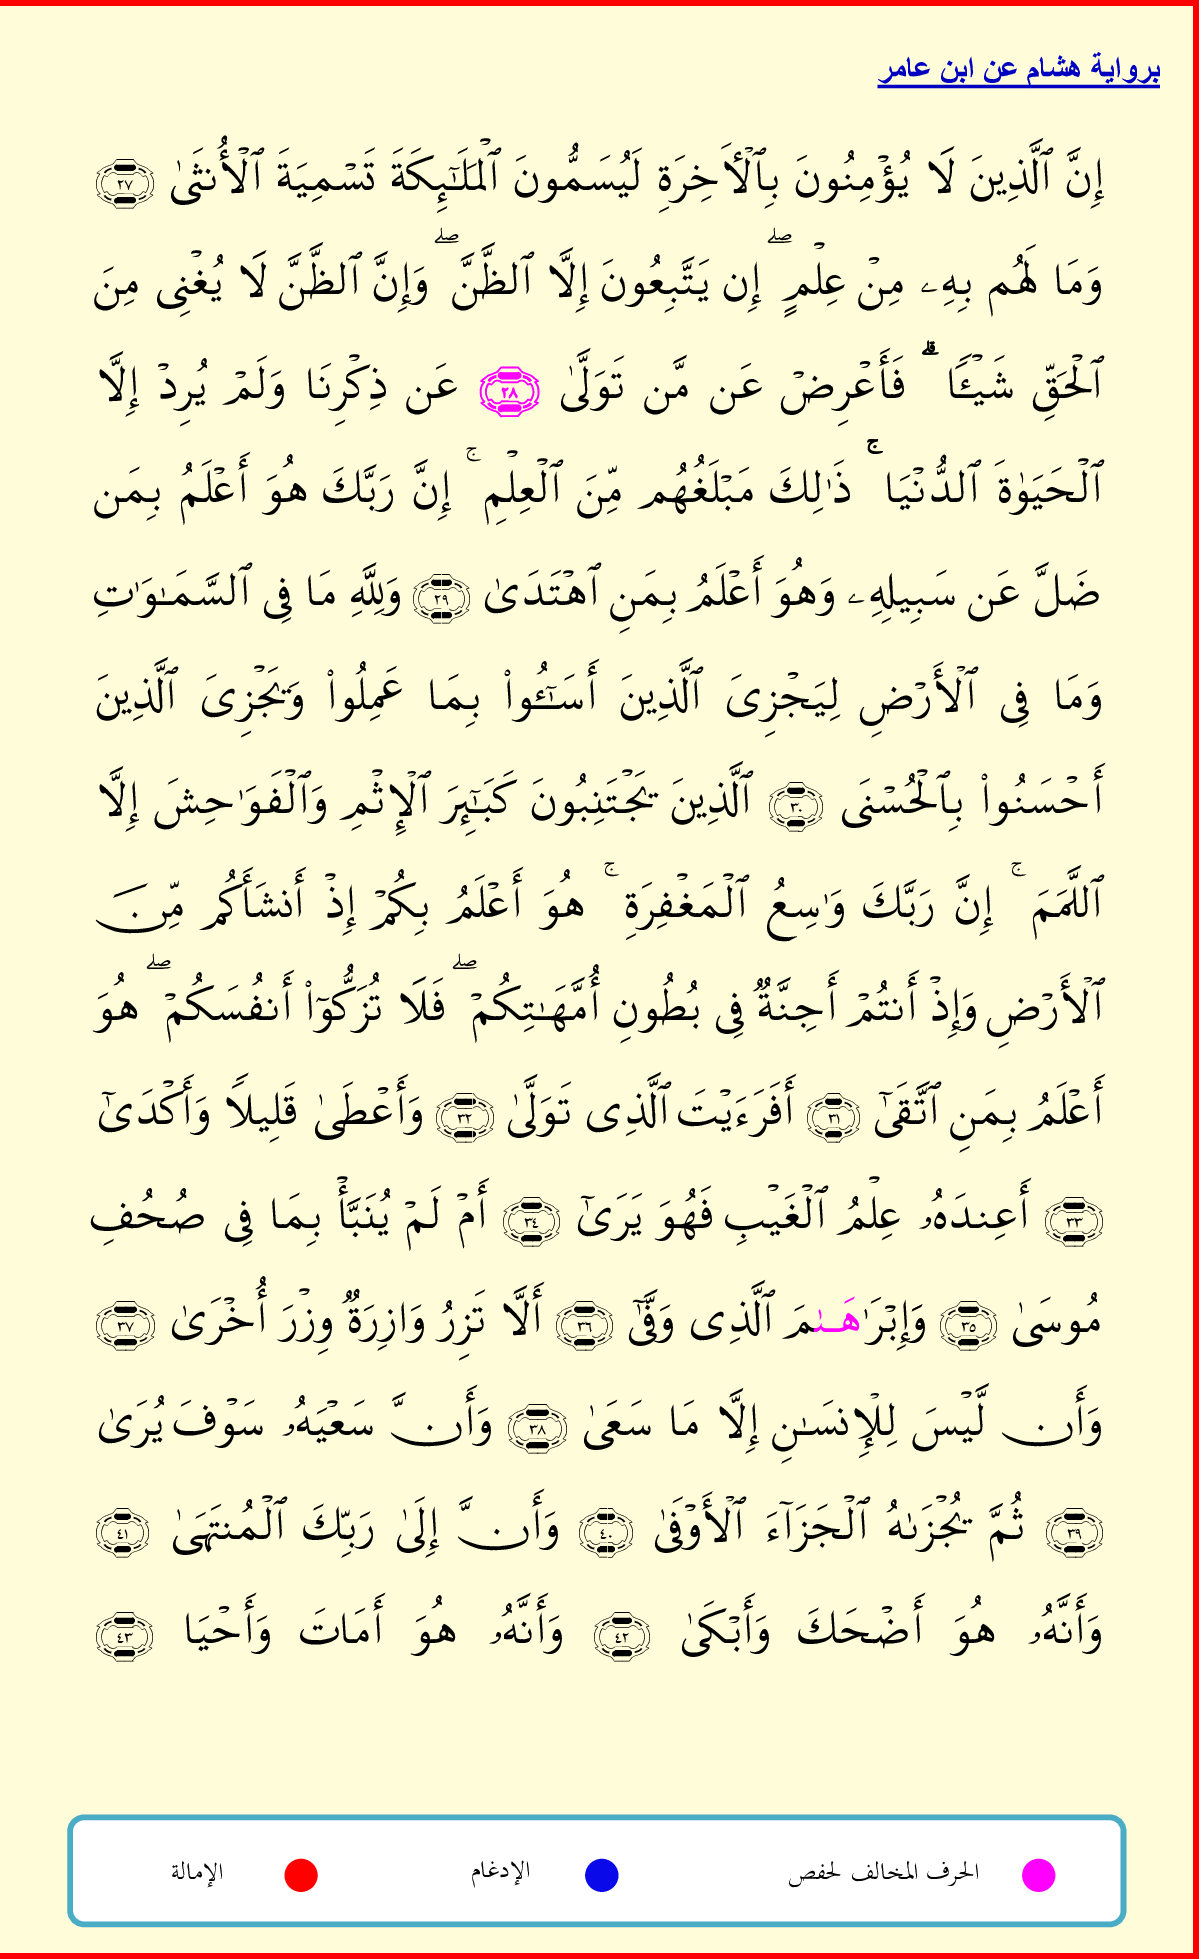 برواية هشام عن ابن عامر
إِنَّ ٱلَّذِينَ لَا يُؤْمِنُونَ بِٱلْأَخِرَةِ لَيُسَمُّونَ ٱلْمَلَٰٓئِكَةَ تَسْمِيَةَ ٱلْأُنثَىٰ ٢٧
وَمَا لَهُم بِهِۦ مِنْ عِلْمٍ ۖ إِن يَتَّبِعُونَ إِلَّا ٱلظَّنَّ ۖ وَإِنَّ ٱلظَّنَّ لَا يُغْنِى مِنَ
ٱلْحَقِّ شَيْـًٔا ۗ فَأَعْرِضْ عَن مَّن تَوَلَّىٰ ٢٨ عَن ذِكْرِنَا وَلَمْ يُرِدْ إِلَّا
ٱلْحَيَوٰةَ ٱلدُّنْيَا ۚ ذَٰلِكَ مَبْلَغُهُم مِّنَ ٱلْعِلْمِ ۚ إِنَّ رَبَّكَ هُوَ أَعْلَمُ بِمَن
ضَلَّ عَن سَبِيلِهِۦ وَهُوَ أَعْلَمُ بِمَنِ ٱهْتَدَىٰ ٢٩ وَلِلَّهِ مَا فِى ٱلسَّمَـٰوَٰتِ
وَمَا فِى ٱلْأَرْضِ لِيَجْزِىَ ٱلَّذِينَ أَسَـٰٓـُٔوا۟ بِمَا عَمِلُوا۟ وَيَجْزِىَ ٱلَّذِينَ
أَحْسَنُوا۟ بِٱلْحُسْنَى ٣٠ ٱلَّذِينَ يَجْتَنِبُونَ كَبَـٰٓئِرَ ٱلْإِثْمِ وَٱلْفَوَٰحِشَ إِلَّا
ٱللَّمَمَ ۚ إِنَّ رَبَّكَ وَٰسِعُ ٱلْمَغْفِرَةِ ۚ هُوَ أَعْلَمُ بِكُمْ إِذْ أَنشَأَكُم مِّنَ
ٱلْأَرْضِ وَإِذْ أَنتُمْ أَجِنَّةٌ فِى بُطُونِ أُمَّهَـٰتِكُمْ ۖ فَلَا تُزَكُّوٓا۟ أَنفُسَكُمْ ۖ هُوَ
أَعْلَمُ بِمَنِ ٱتَّقَىٰٓ ٣١ أَفَرَءَيْتَ ٱلَّذِى تَوَلَّىٰ ٣٢ وَأَعْطَىٰ قَلِيلًا وَأَكْدَىٰٓ
٣٣ أَعِندَهُۥ عِلْمُ ٱلْغَيْبِ فَهُوَ يَرَىٰٓ ٣٤ أَمْ لَمْ يُنَبَّأْ بِمَا فِى صُحُفِ
مُوسَىٰ ٣٥ وَإِبْرَٰهَـٰمَ ٱلَّذِى وَفَّىٰٓ ٣٦ أَلَّا تَزِرُ وَازِرَةٌ وِزْرَ أُخْرَىٰ ٣٧
وَأَن لَّيْسَ لِلْإِنسَـٰنِ إِلَّا مَا سَعَىٰ ٣٨ وَأَنَّ سَعْيَهُۥ سَوْفَ يُرَىٰ
٣٩ ثُمَّ يُجْزَىٰهُ ٱلْجَزَآءَ ٱلْأَوْفَىٰ ٤٠ وَأَنَّ إِلَىٰ رَبِّكَ ٱلْمُنتَهَىٰ ٤١
وَأَنَّهُۥ هُوَ أَضْحَكَ وَأَبْكَىٰ ٤٢ وَأَنَّهُۥ هُوَ أَمَاتَ وَأَحْيَا ٤٣
الحرف المخالف لحفص الإدغام الإمالة